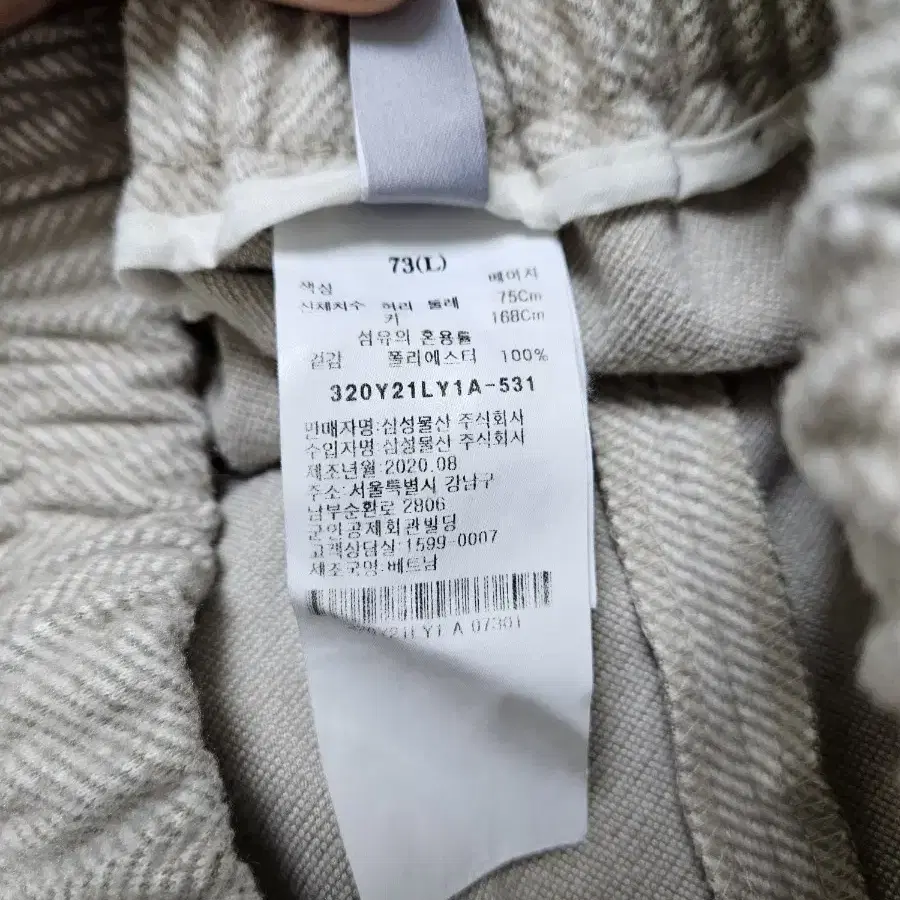 73(L)
색상 베이지
신체치수 허리 둘레 75Cm
키 168Cm
섬유의 혼용률
겉감 폴리에스터 100%
320Y21LY1A-531
판매자명:삼성물산 주식회사
수입자명:삼성물산 주식회사
제조년월:2020.08
주소:서울특별시 강남구
남부순환로 2806
군인공제회관빌딩
고객상담실:1599-0007
제조국명:베트남
20Y21LY1 A 07301